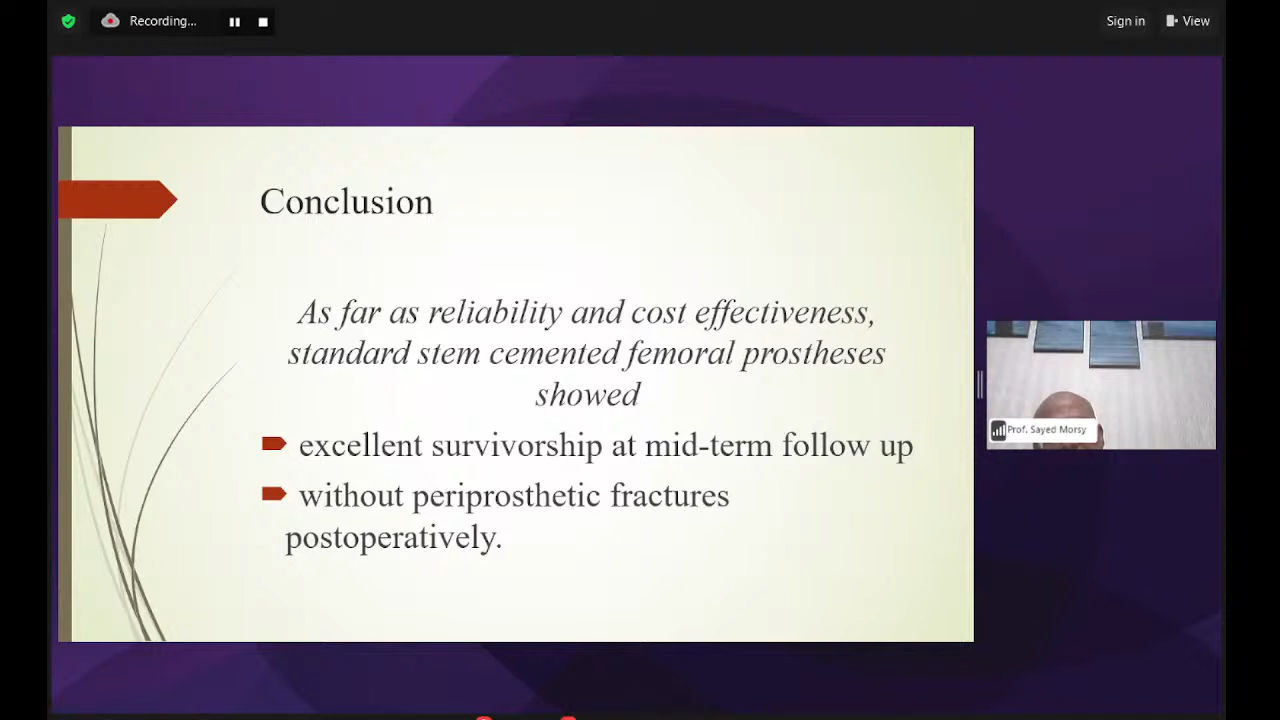 Recording...
Sign in
View
Conclusion
As far as reliability and cost effectiveness,
standard stem cemented femoral prostheses
showed
excellent survivorship at mid-term follow up
without periprosthetic fractures
postoperatively.
Prof. Sayed Morsy